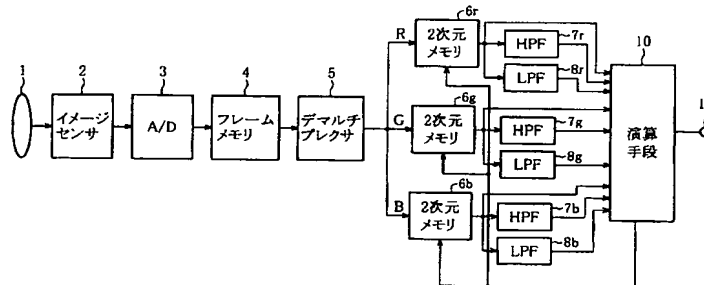 1
2
イメージ
センサ
3
A/D
4
フレーム
メモリ
5
デマルチ
プレクサ
R
G
B
6r
2次元
メモリ
6g
2次元
メモリ
6b
2次元
メモリ
HPF
7r
LPF
8r
HPF
7g
LPF
8g
HPF
7b
LPF
8b
10
演算
手段